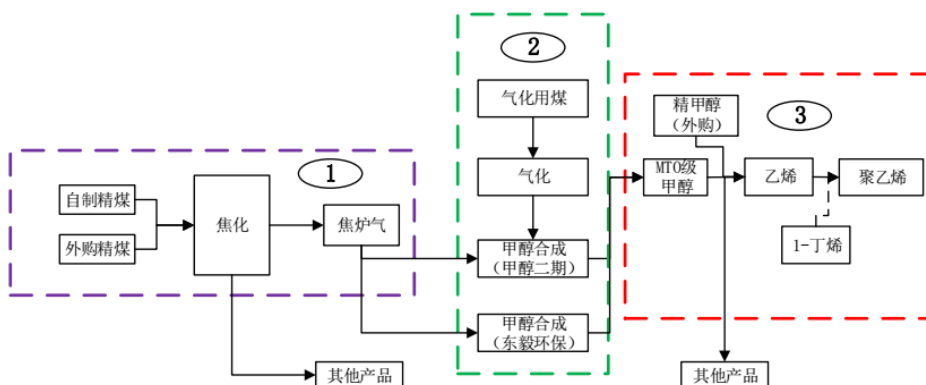 ②
气化用煤
精甲醇
（外购）
③
①
自制精煤
外购精煤
焦化
焦炉气
气化
MTO级
甲醇
乙烯
聚乙烯
1-丁烯
甲醇合成
（甲醇二期）
甲醇合成
（东毅环保）
其他产品
其他产品